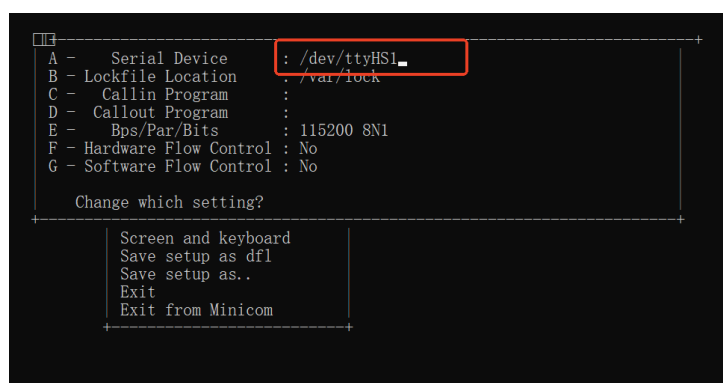 A -    Serial Device      : /dev/ttyHS1
B - Lockfile Location     : /var/lock
C -   Callin Program      :
D -  Callout Program      :
E -    Bps/Par/Bits       : 115200 8N1
F - Hardware Flow Control : No
G - Software Flow Control : No
Change which setting?
Screen and keyboard
Save setup as dfl
Save setup as..
Exit
Exit from Minicom